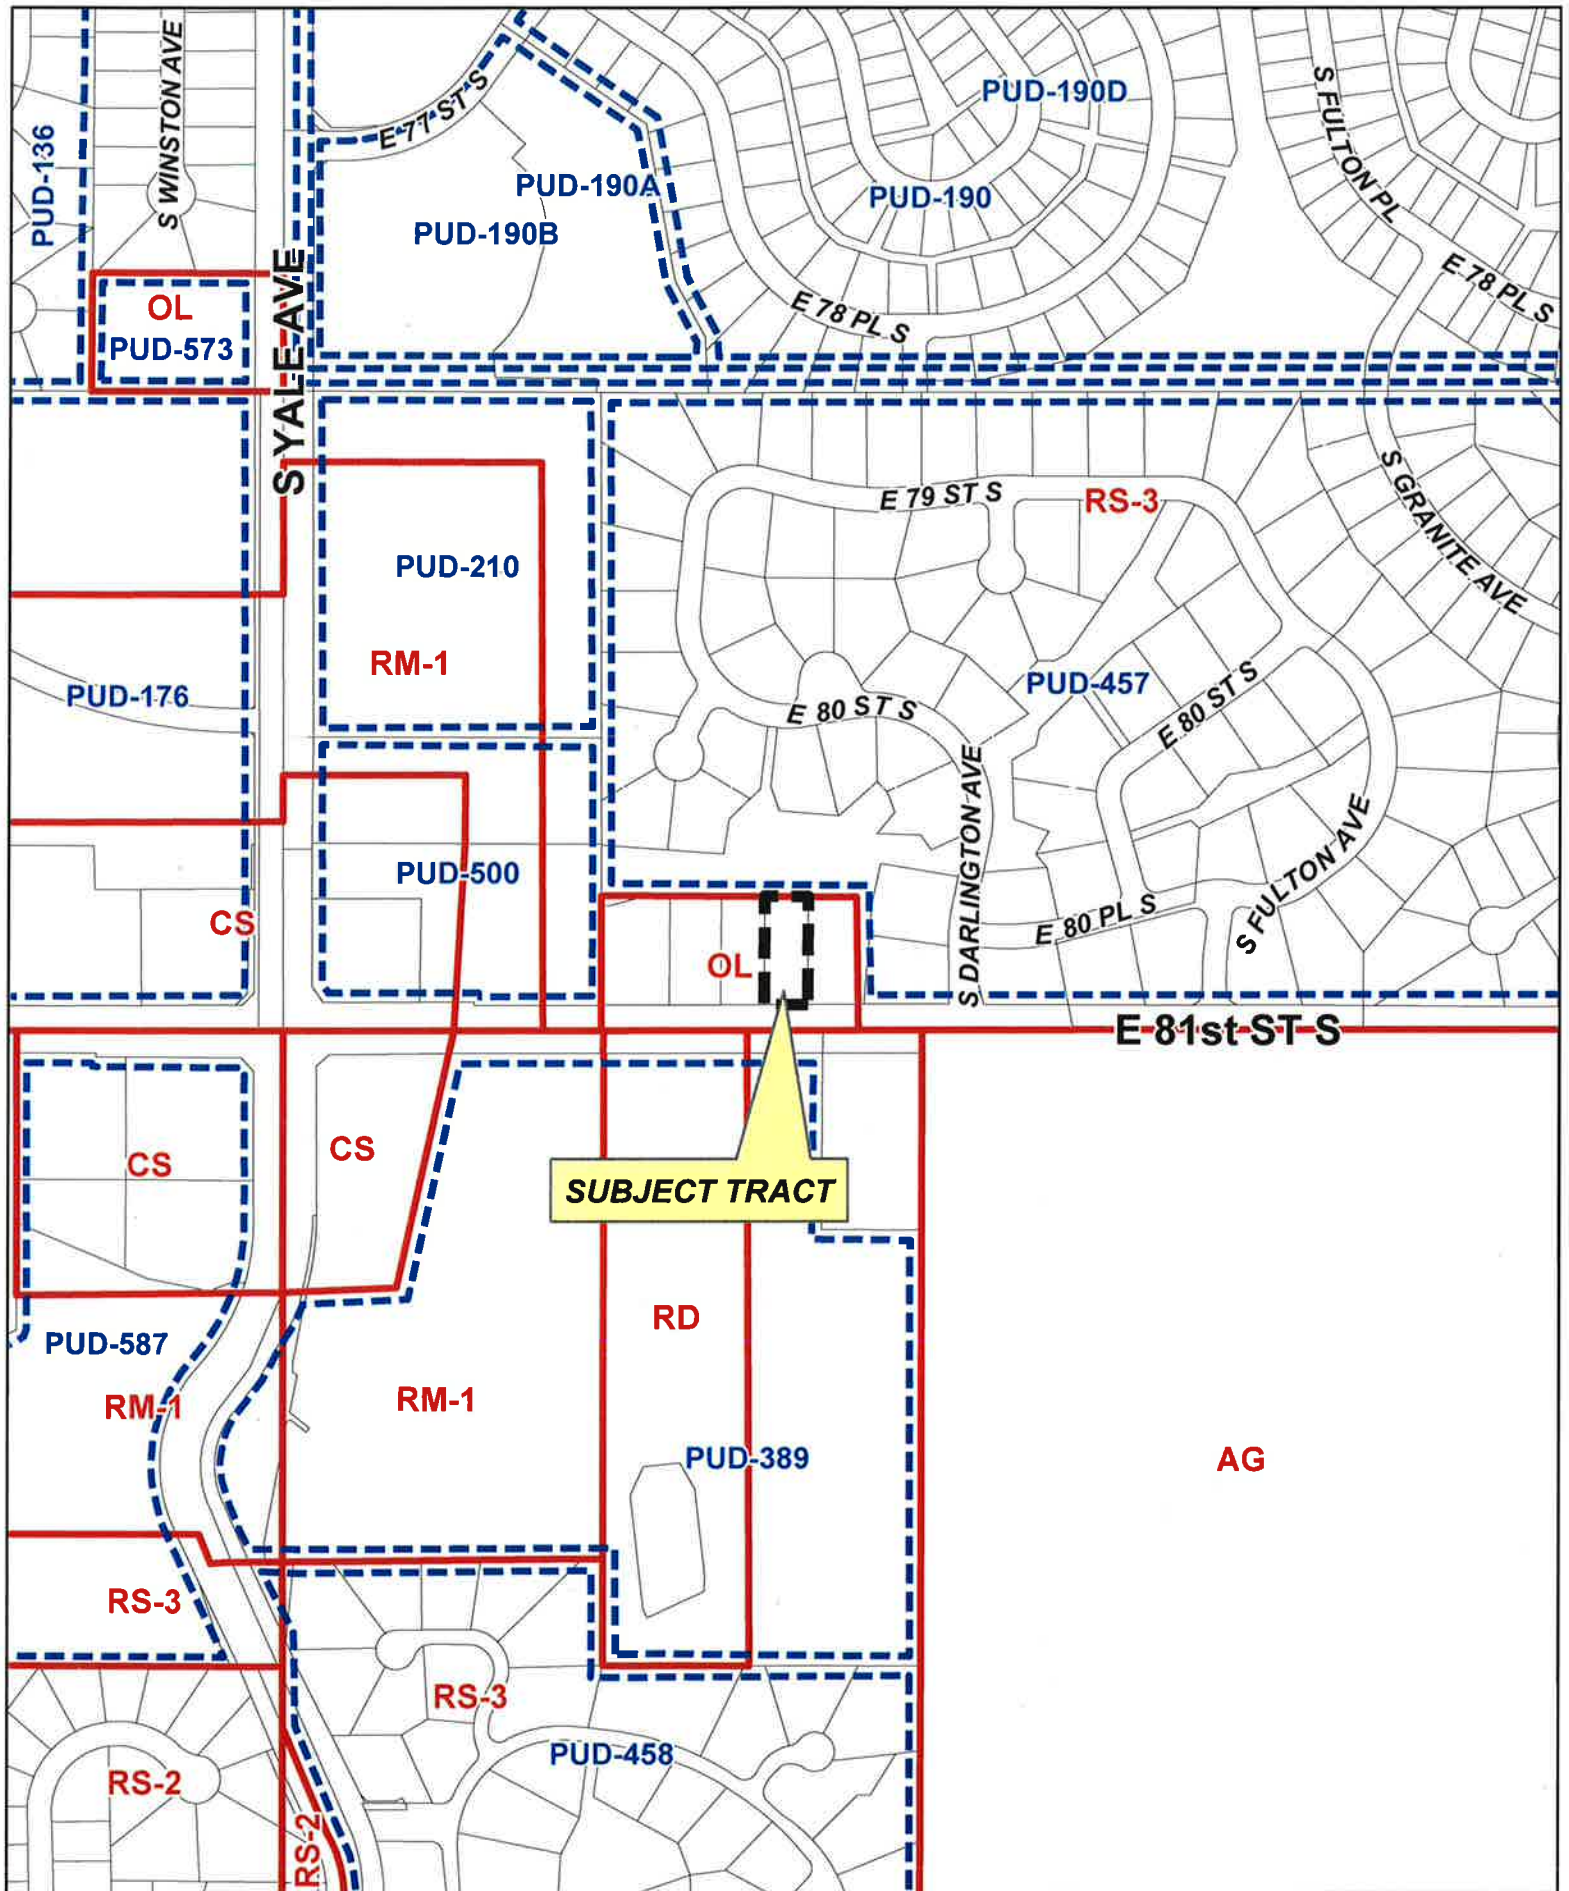 S WINSTON AVE
PUD-136
E 77 ST S
PUD-190D
S FULTON PL
PUD-190A
PUD-190
PUD-190B
E 78 PL S
E 78 PL S
OL
PUD-573
S YALE AVE
E 79 ST S
RS-3
S GRANITE AVE
PUD-210
RM-1
PUD-176
PUD-457
E 80 ST S
E 80 ST S
S DARLINGTON AVE
S FULTON AVE
PUD-500
CS
E 80 PL S
OL
E 81st ST S
CS
CS
SUBJECT TRACT
RD
PUD-587
RM-1
RM-1
PUD-389
AG
RS-3
RS-3
PUD-458
RS-2
RS-2